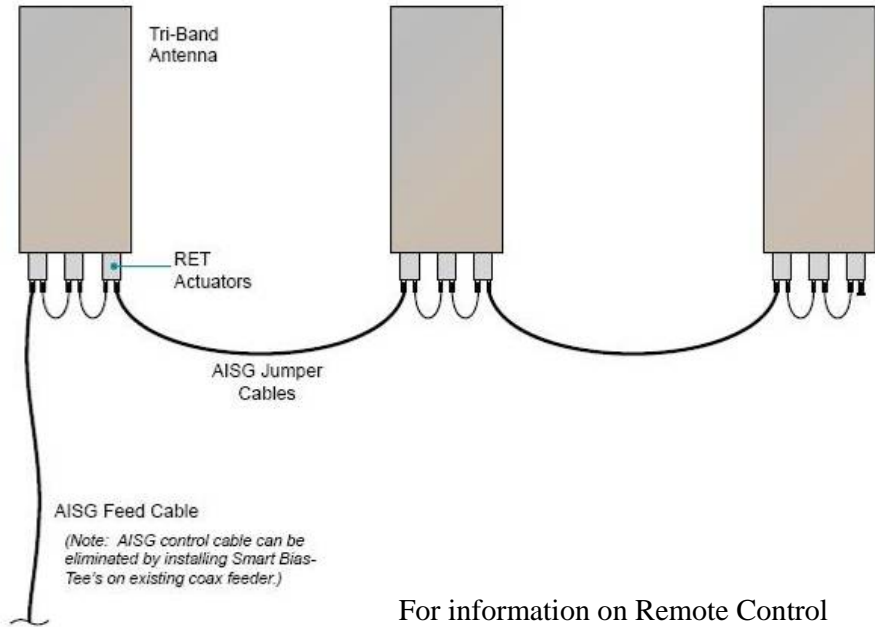 Tri-Band
Antenna
RET
Actuators
AISG Jumper
Cables
AISG Feed Cable
(Note: AISG control cable can be
eliminated by installing Smart Bias-
Tee's on existing coax feeder.)
For information on Remote Control